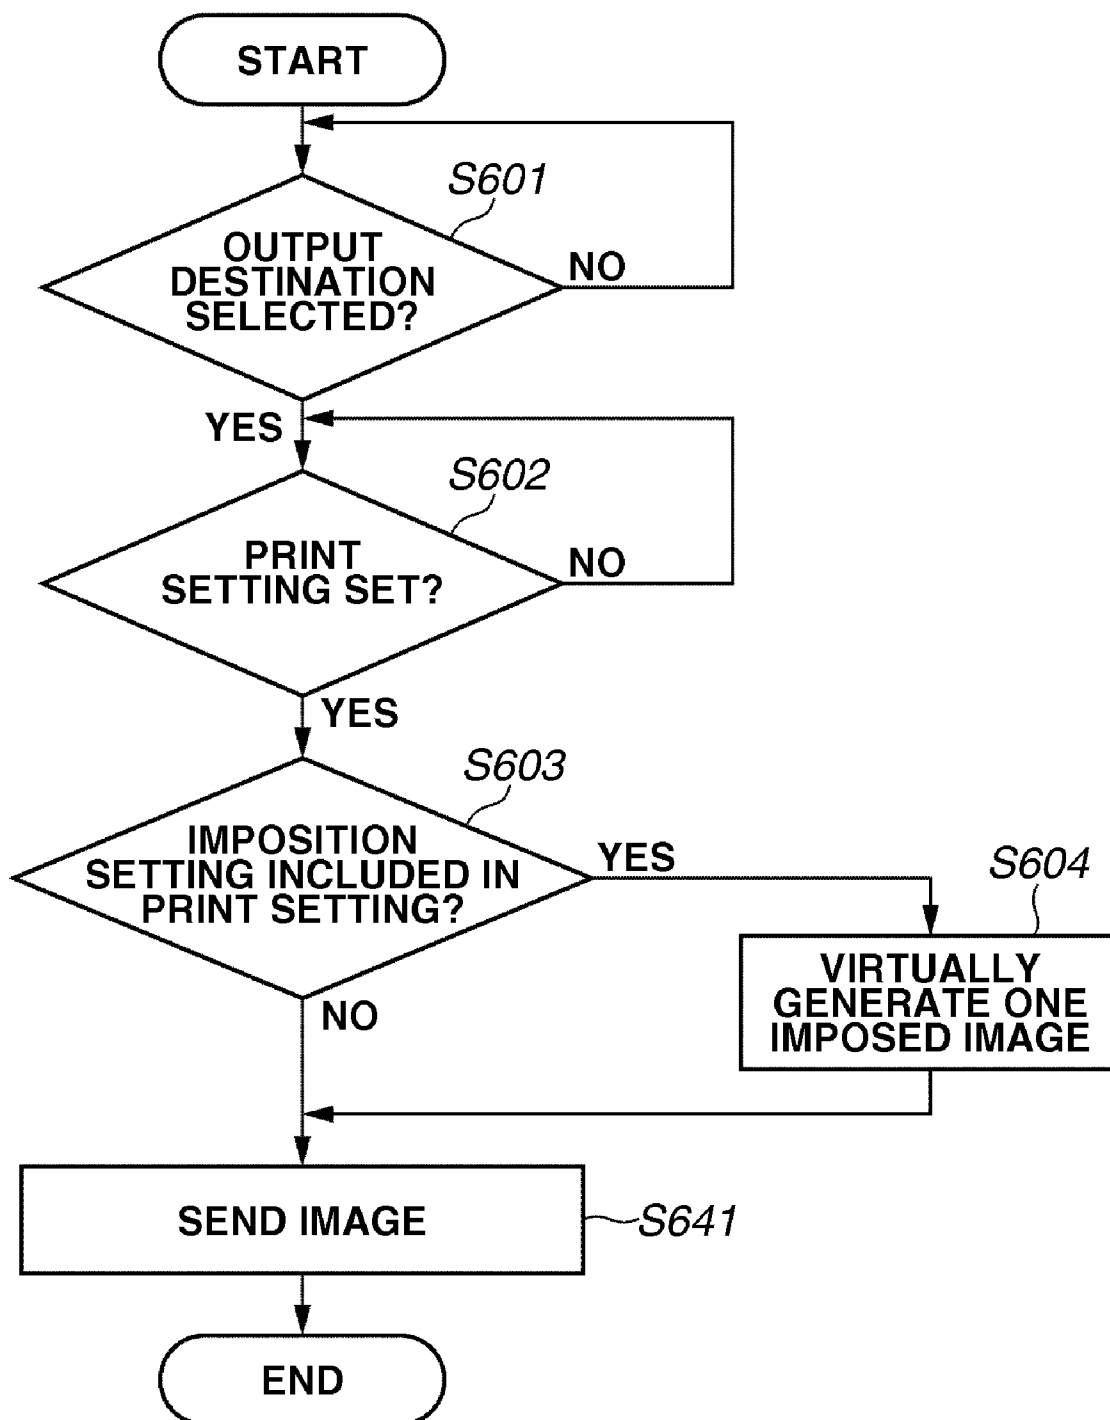 START
S601
OUTPUT
DESTINATION
SELECTED?
NO
YES
S602
PRINT
SETTING SET?
NO
YES
S603
IMPOSITION
SETTING INCLUDED IN
PRINT SETTING?
YES
S604
VIRTUALLY
GENERATE ONE
IMPOSED IMAGE
NO
SEND IMAGE
S641
END